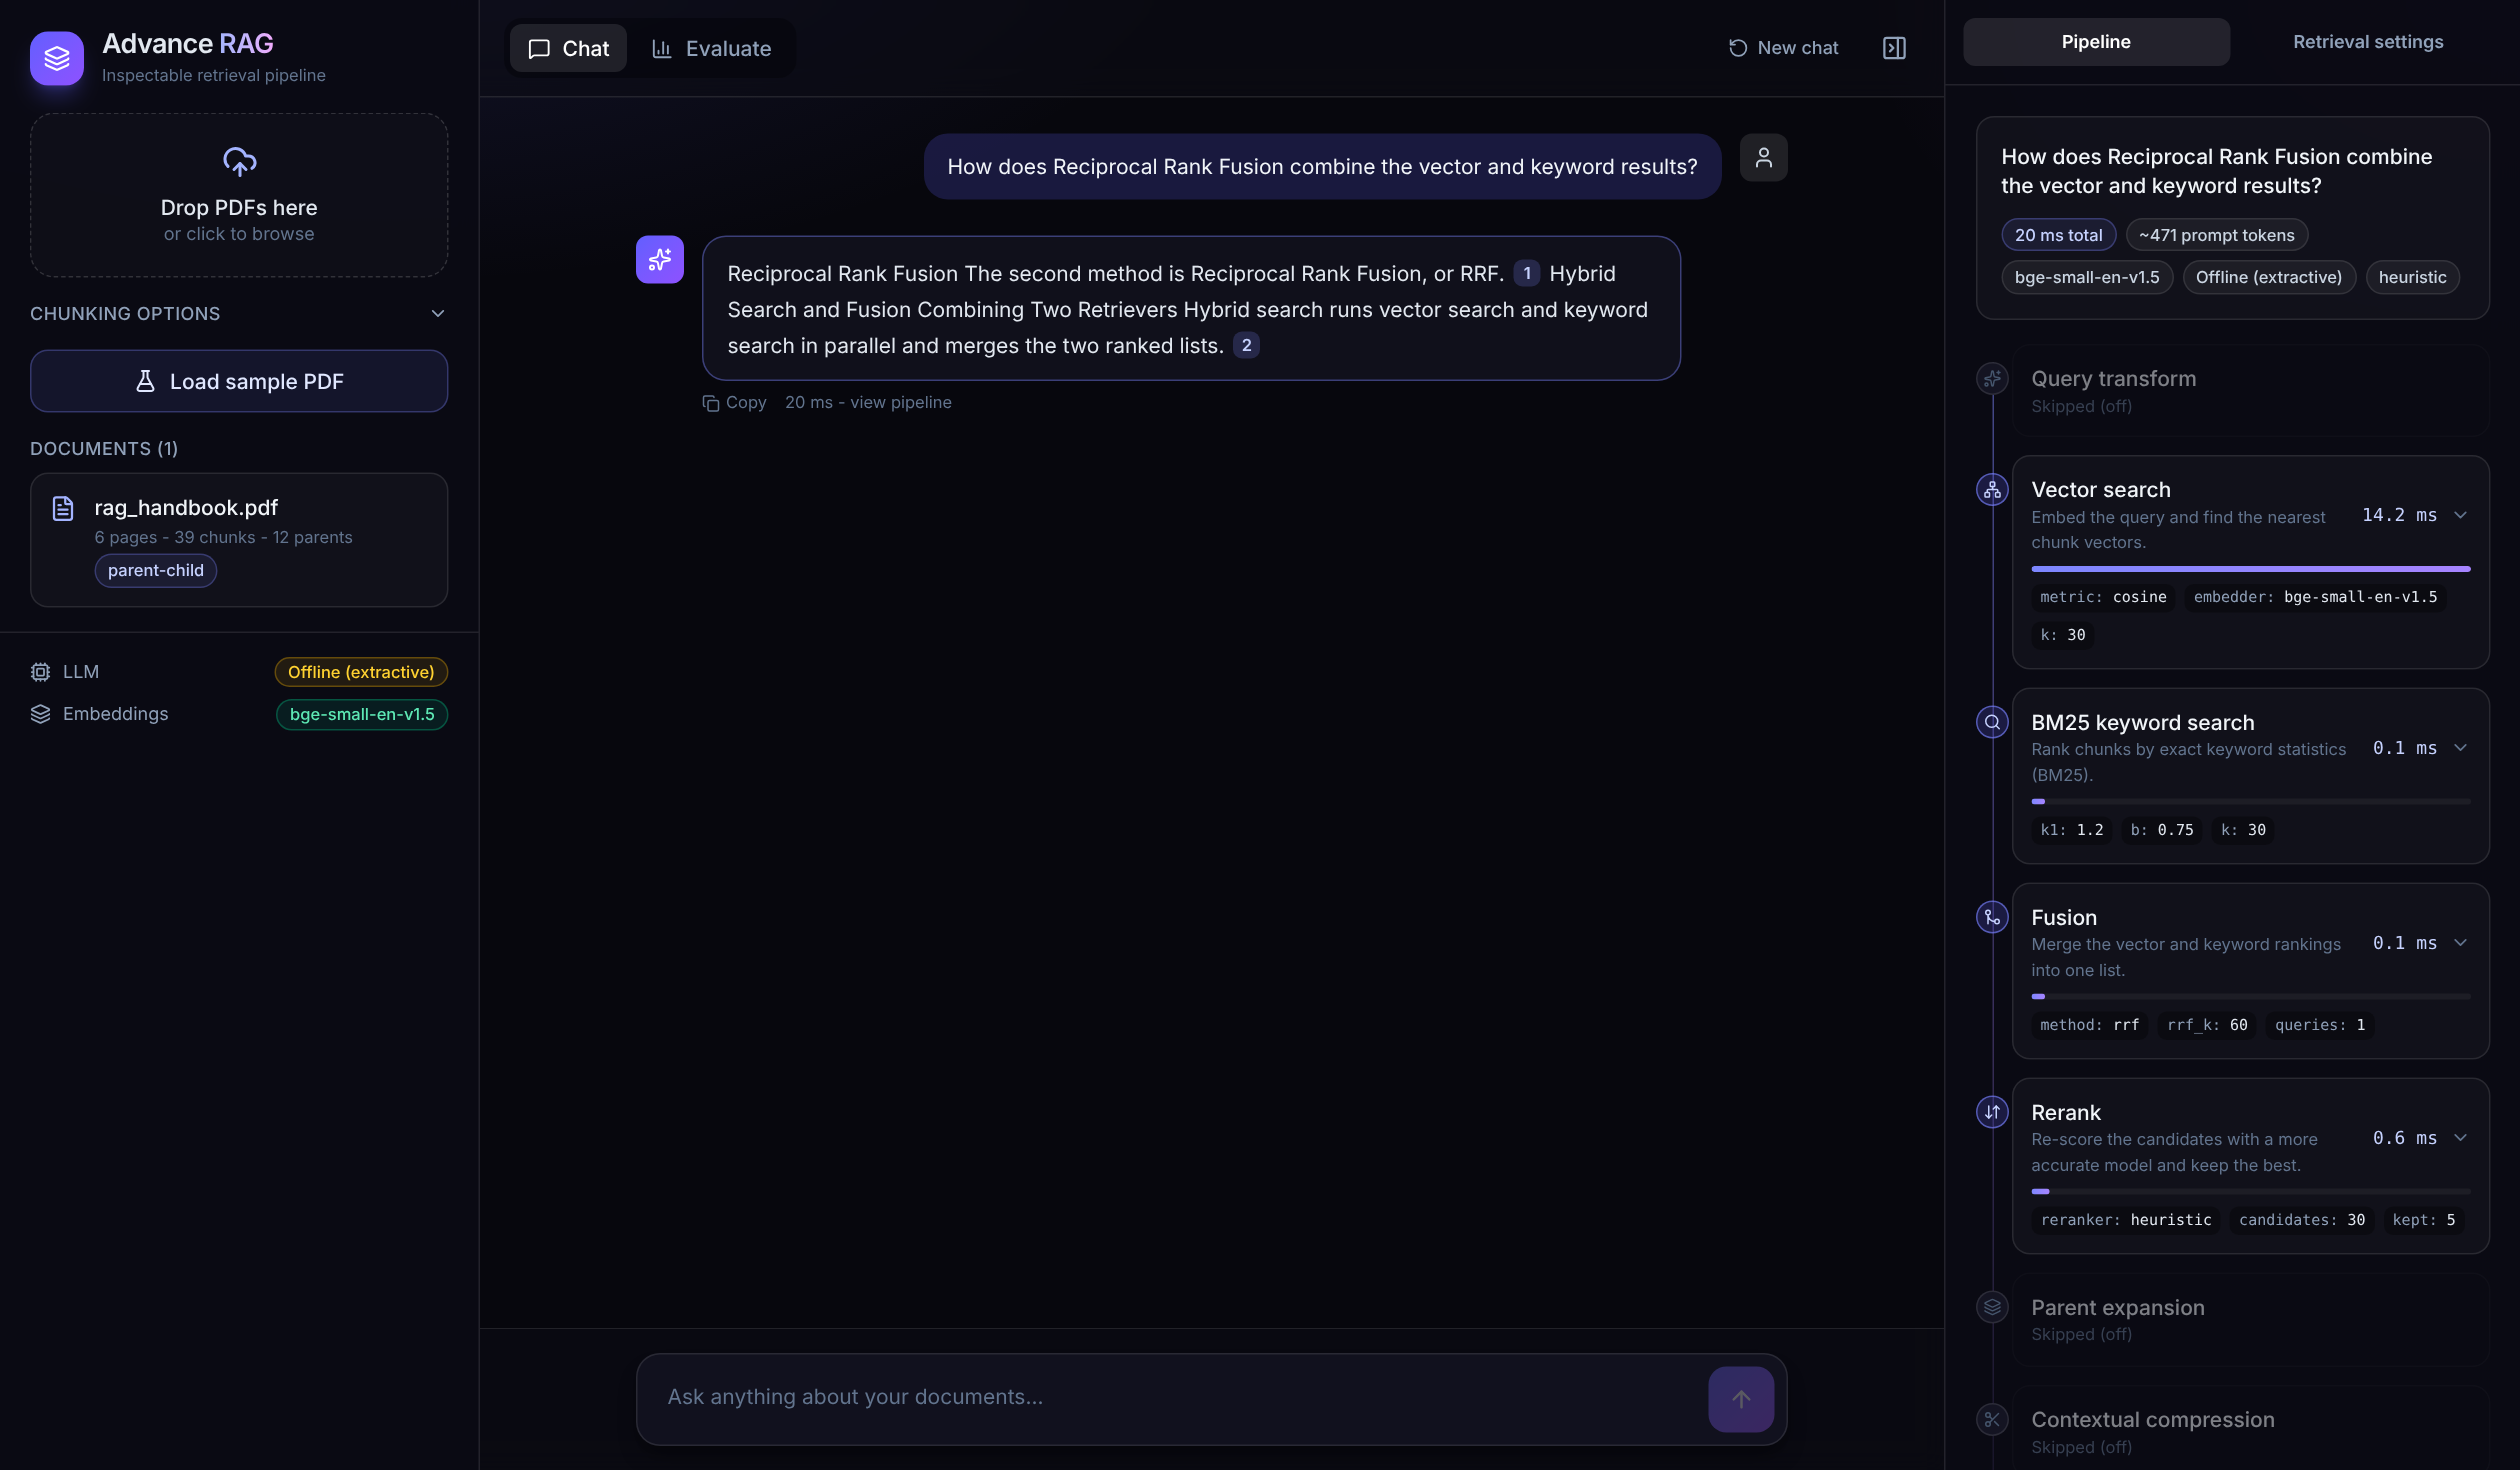 Advance RAG
Inspectable retrieval pipeline
Drop PDFs here
or click to browse
CHUNKING OPTIONS
Load sample PDF
DOCUMENTS (1)
rag_handbook.pdf
6 pages - 39 chunks - 12 parents
parent-child
LLM
Offline (extractive)
Embeddings
bge-small-en-v1.5
Chat
Evaluate
New chat
How does Reciprocal Rank Fusion combine the vector and keyword results?
Reciprocal Rank Fusion The second method is Reciprocal Rank Fusion, or RRF. 1 Hybrid
Search and Fusion Combining Two Retrievers Hybrid search runs vector search and keyword
search in parallel and merges the two ranked lists. 2
Copy
20 ms - view pipeline
Ask anything about your documents...
Pipeline
Retrieval settings
How does Reciprocal Rank Fusion combine
the vector and keyword results?
20 ms total
~471 prompt tokens
bge-small-en-v1.5
Offline (extractive)
heuristic
Query transform
Skipped (off)
Vector search
Embed the query and find the nearest
chunk vectors.
14.2 ms
metric: cosine
embedder: bge-small-en-v1.5
k: 30
BM25 keyword search
Rank chunks by exact keyword statistics
(BM25).
0.1 ms
k1: 1.2
b: 0.75
k: 30
Fusion
Merge the vector and keyword rankings
into one list.
0.1 ms
method: rrf
rrf_k: 60
queries: 1
Rerank
Re-score the candidates with a more
accurate model and keep the best.
0.6 ms
reranker: heuristic
candidates: 30
kept: 5
Parent expansion
Skipped (off)
Contextual compression
Skipped (off)